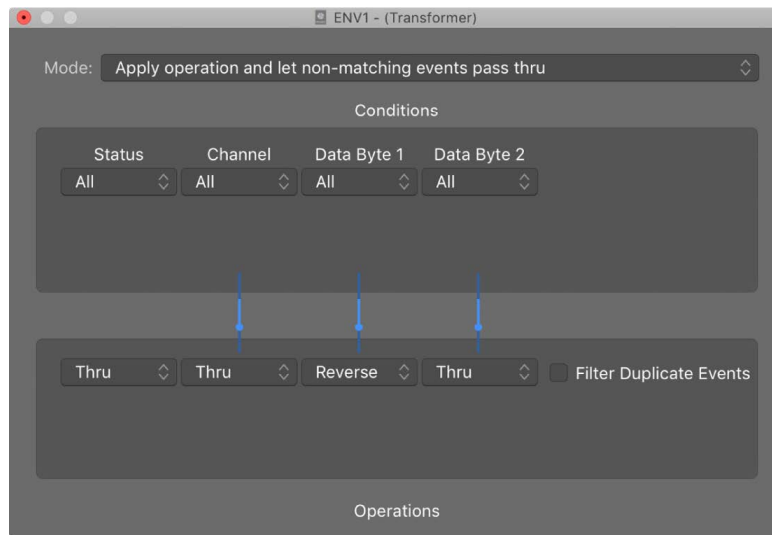 ENV1 - (Transformer)
Mode: Apply operation and let non-matching events pass thru
Conditions
Status Channel Data Byte 1 Data Byte 2
All All All All
Thru Thru Reverse Thru Filter Duplicate Events
Operations